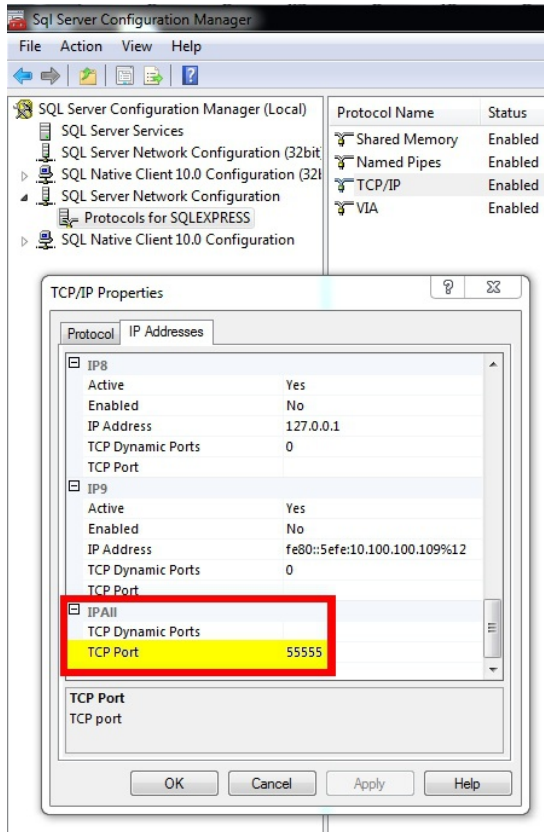 Sql Server Configuration Manager
File Action View Help
SQL Server Configuration Manager (Local)
SQL Server Services
SQL Server Network Configuration (32bit
SQL Native Client 10.0 Configuration (32b
SQL Server Network Configuration
Protocols for SQLEXPRESS
SQL Native Client 10.0 Configuration
Protocol Name Status
Shared Memory Enabled
Named Pipes Enabled
TCP/IP Enabled
VIA Enabled
TCP/IP Properties
Protocol IP Addresses
IP8
Active Yes
Enabled No
IP Address 127.0.0.1
TCP Dynamic Ports 0
TCP Port
IP9
Active Yes
Enabled No
IP Address fe80::5efe:10.100.100.109%12
TCP Dynamic Ports 0
TCP Port
IPAll
TCP Dynamic Ports
TCP Port 55555
TCP Port
TCP port
OK Cancel Apply Help